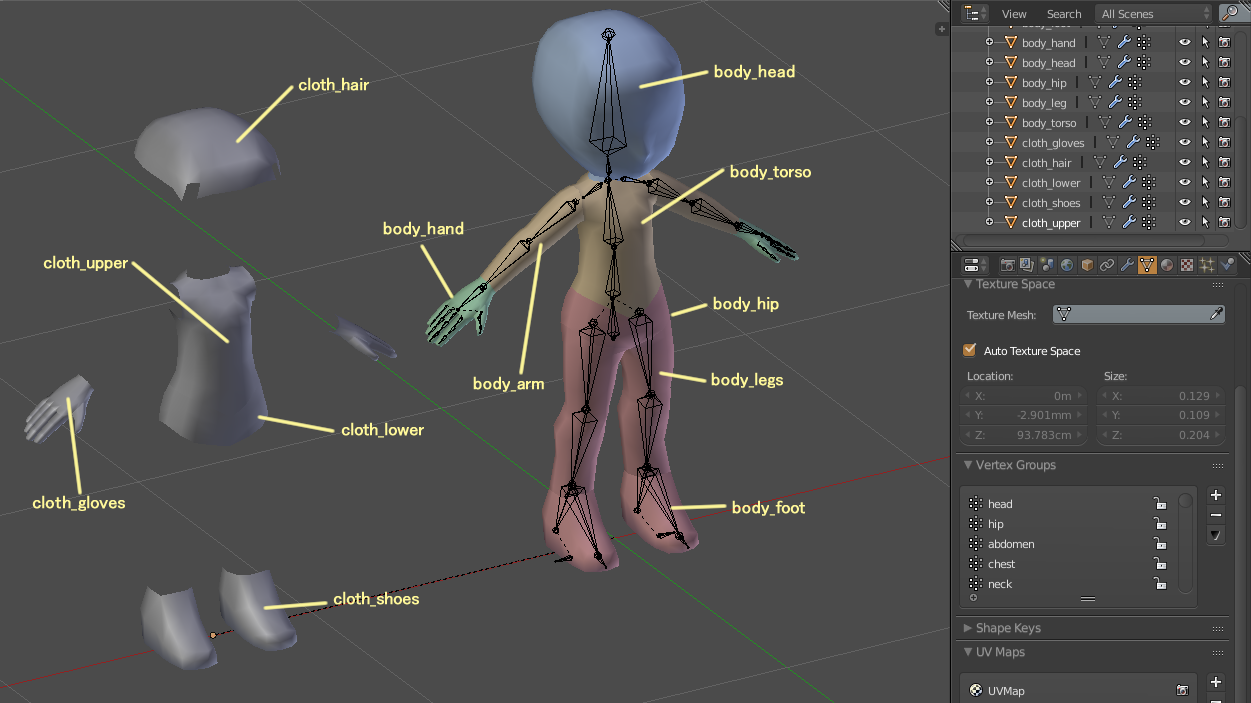 View Search All Scenes
body_hand
body_head
body_hip
body_leg
body_torso
cloth_gloves
cloth_hair
cloth_lower
cloth_shoes
cloth_upper
body_head
cloth_hair
body_torso
body_hand
cloth_upper
body_hip
body_arm
body_legs
cloth_lower
cloth_gloves
body_foot
cloth_shoes
Texture Space
Texture Mesh:
Auto Texture Space
Location: Size:
X: 0m X: 0.129
Y: -2.901mm Y: 0.109
Z: 93.783cm Z: 0.204
Vertex Groups
head
hip
abdomen
chest
neck
Shape Keys
UV Maps
UVMap